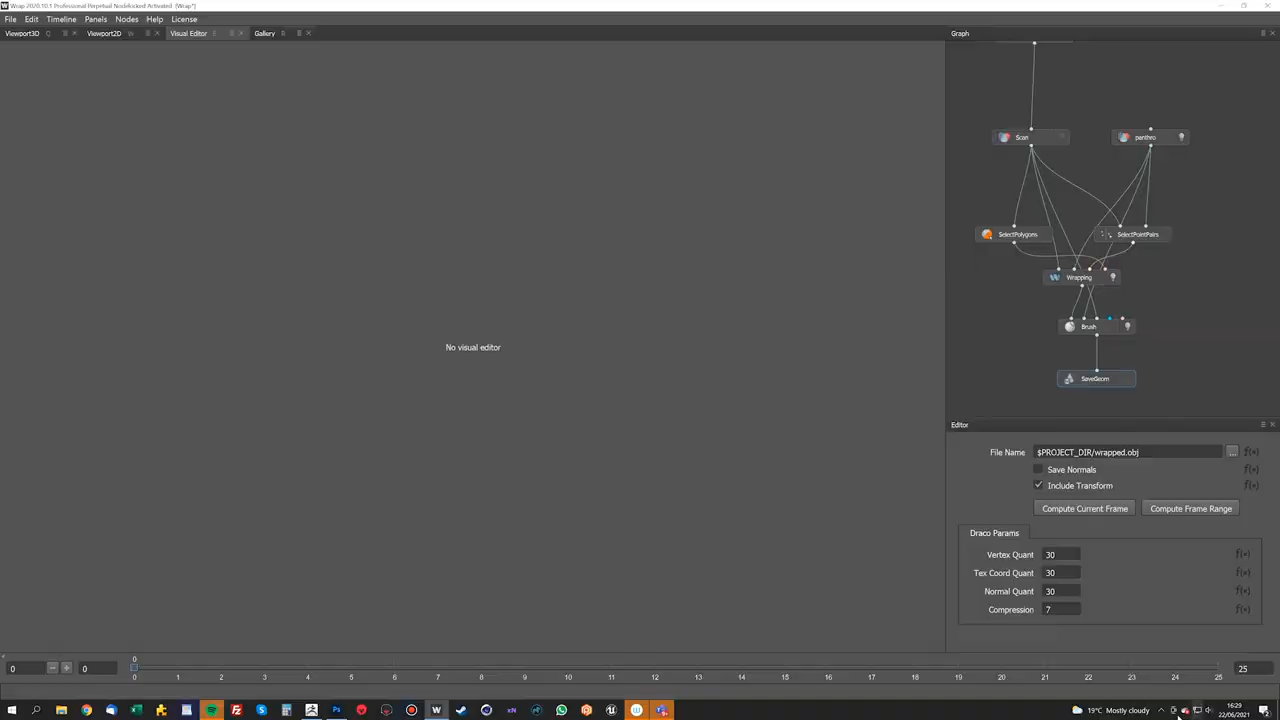 Wrap 2020.10.1 Professional Perpetual Nodelocked Activated [Wrap*]
File Edit Timeline Panels Nodes Help License
Viewport3D Q Viewport2D W Visual Editor E Gallery R
Graph
Scan panthro
SelectPolygons SelectPointPairs
Wrapping
Brush
SaveGeom
No visual editor
Editor
File Name $PROJECT_DIR/wrapped.obj ... f(x)
Save Normals f(x)
Include Transform f(x)
Compute Current Frame Compute Frame Range
Draco Params
Vertex Quant 30 f(x)
Tex Coord Quant 30 f(x)
Normal Quant 30 f(x)
Compression 7 f(x)
0
0 0 25
0 1 2 3 4 5 6 7 8 9 10 11 12 13 14 15 16 17 18 19 20 21 22 23 24 25
19°C Mostly cloudy
16:29
22/06/2021